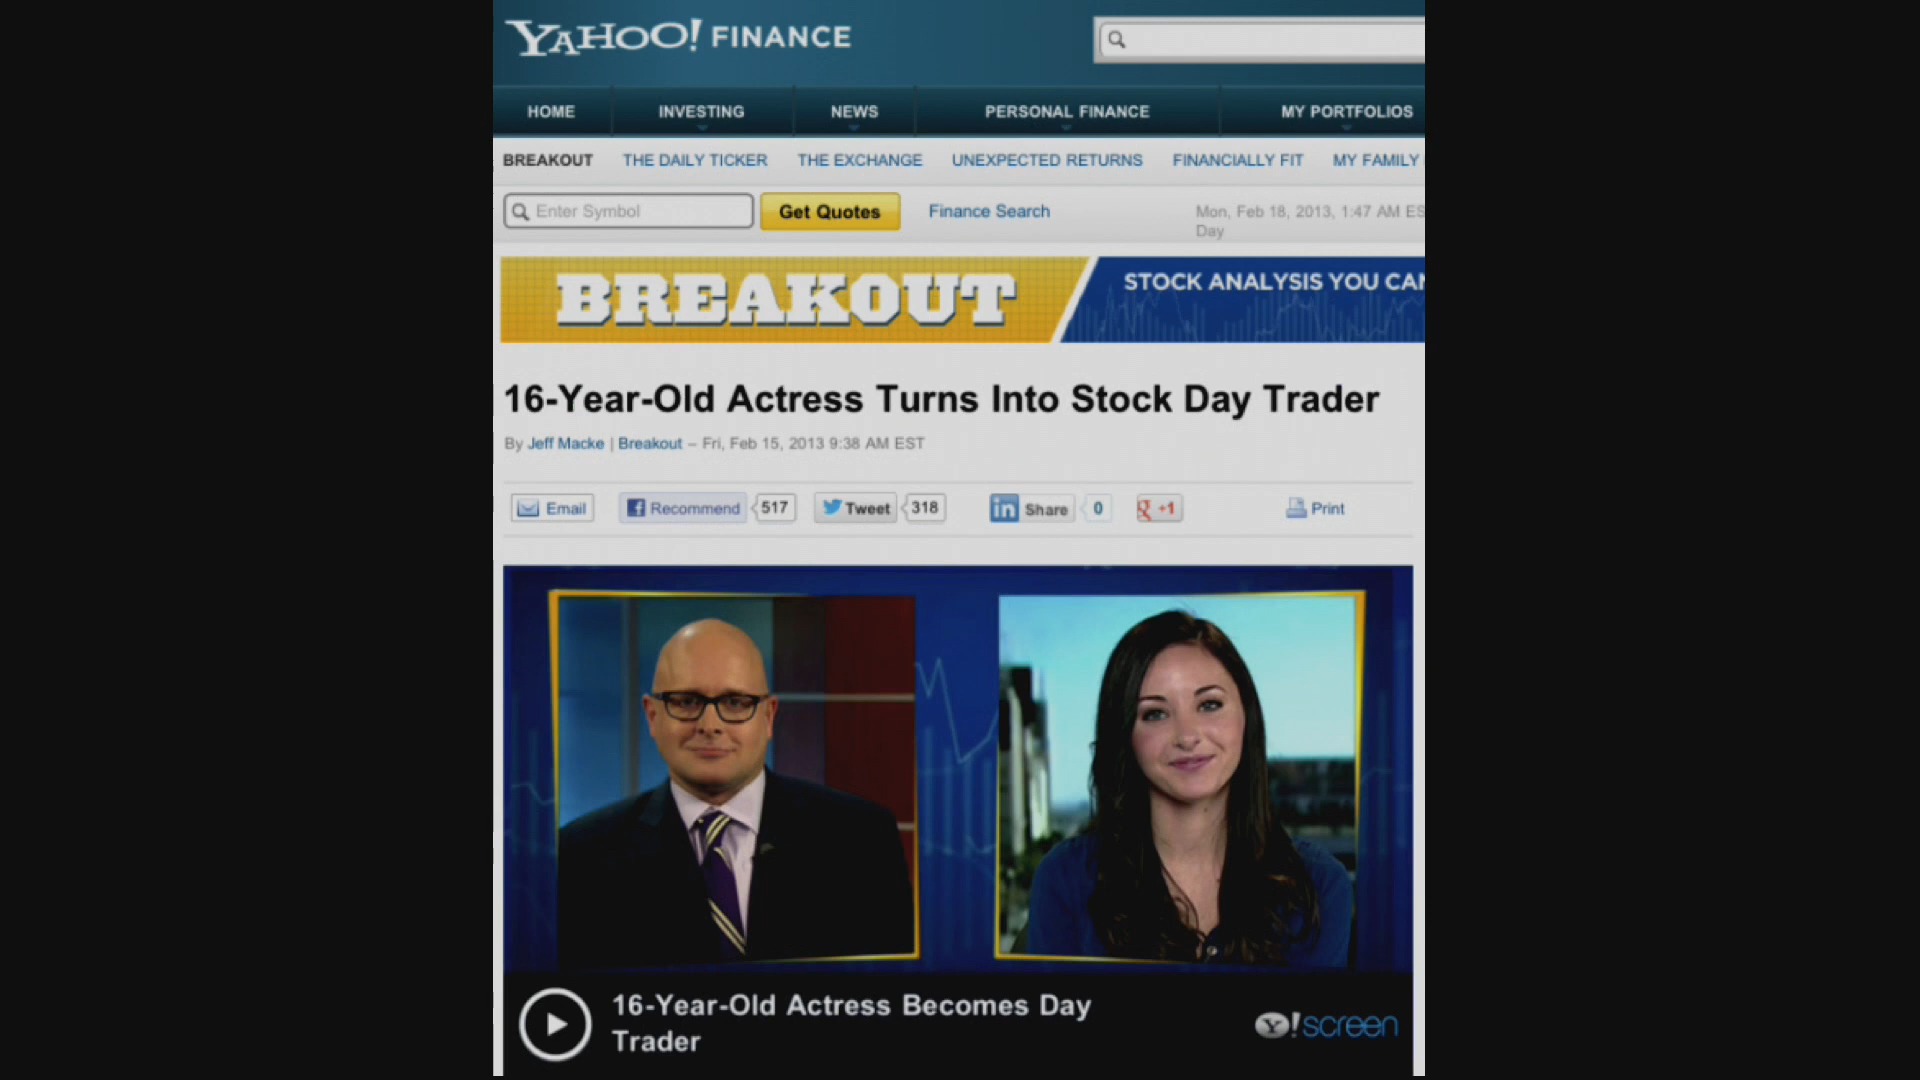 YAHOO! FINANCE
HOME INVESTING NEWS PERSONAL FINANCE MY PORTFOLIOS
BREAKOUT THE DAILY TICKER THE EXCHANGE UNEXPECTED RETURNS FINANCIALLY FIT MY FAMILY
Enter Symbol Get Quotes Finance Search Mon, Feb 18, 2013, 1:47 AM ES
Day
BREAKOUT STOCK ANALYSIS YOU CAN
16-Year-Old Actress Turns Into Stock Day Trader
By Jeff Macke | Breakout – Fri, Feb 15, 2013 9:38 AM EST
Email Recommend 517 Tweet 318 in Share 0 g +1 Print
16-Year-Old Actress Becomes Day
Trader
Y! screen